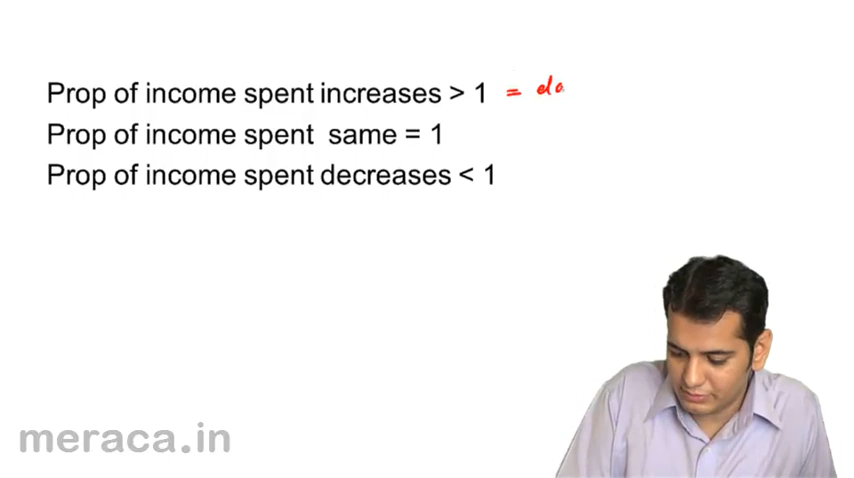 Prop of income spent increases > 1 = do
Prop of income spent same = 1
Prop of income spent decreases < 1
meraca.in